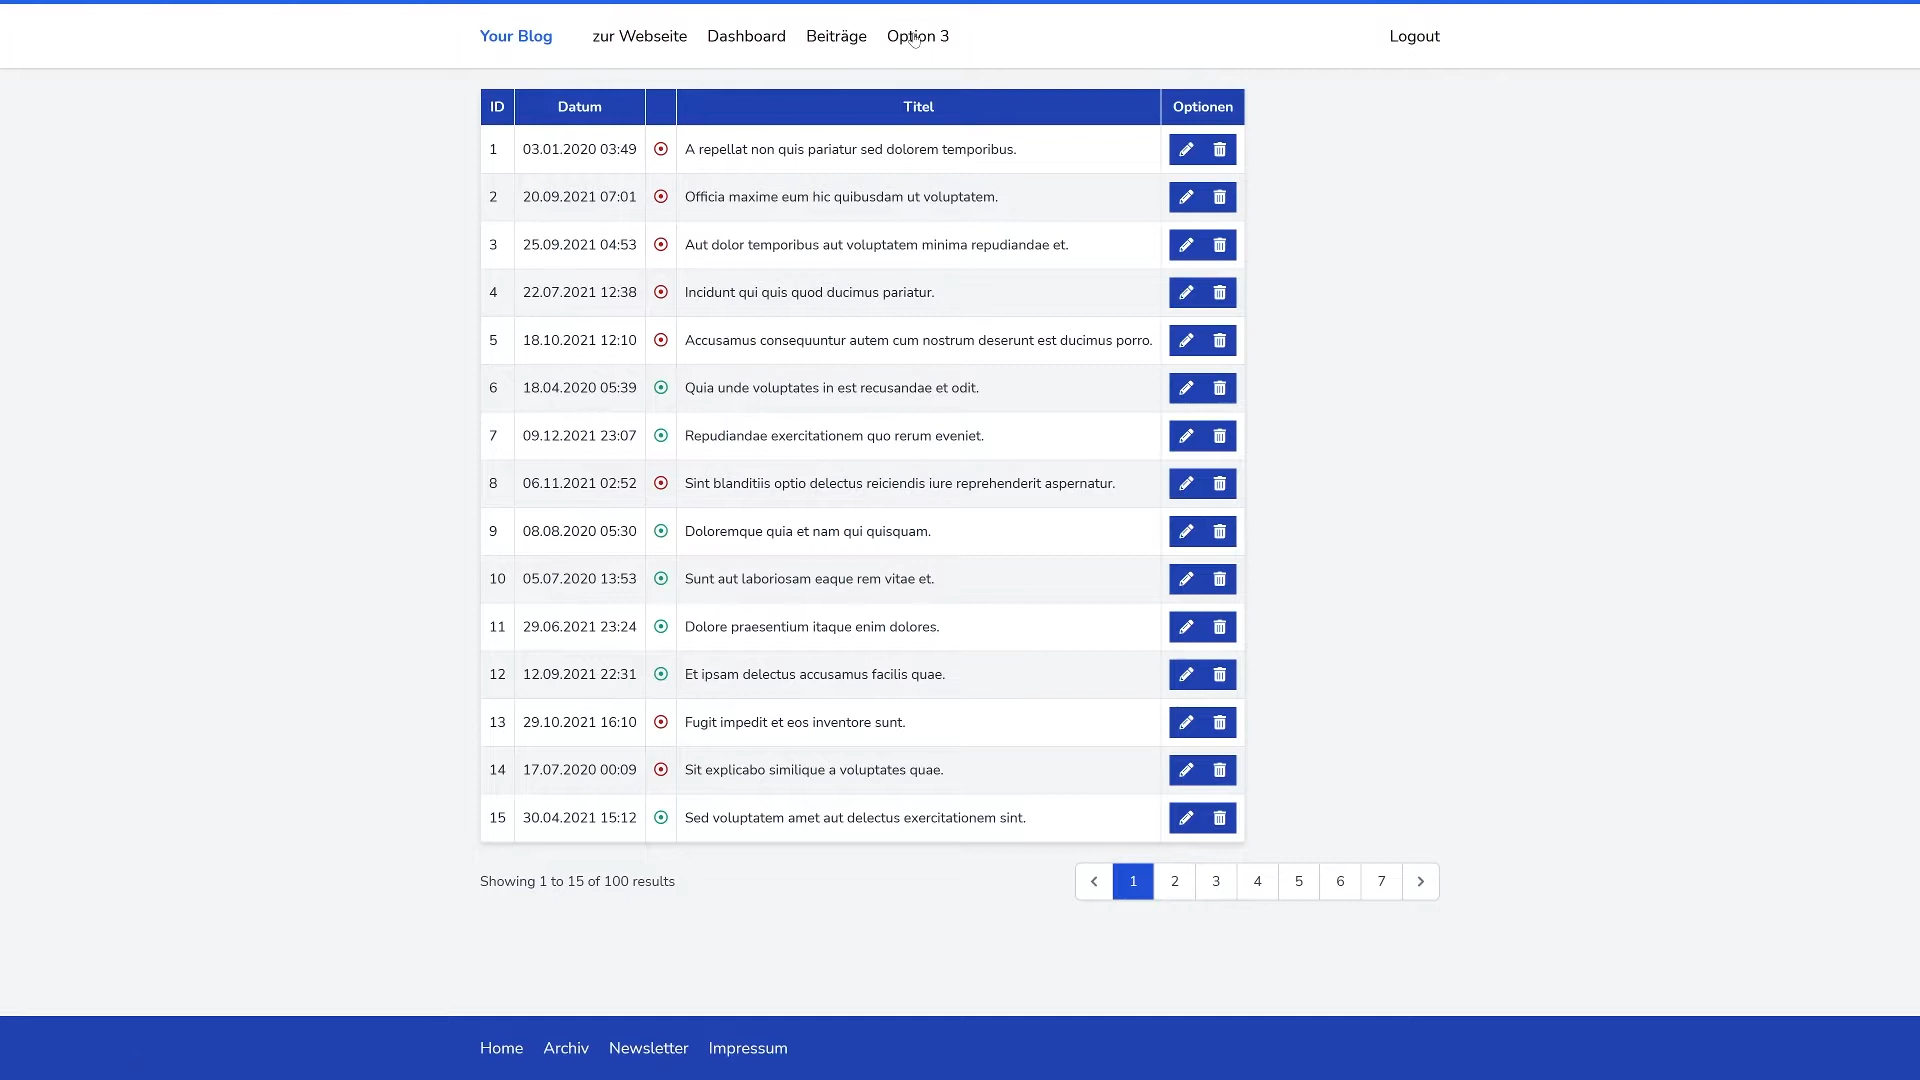 Your Blog zur Webseite Dashboard Beiträge Option 3 Logout
ID Datum Titel Optionen
1 03.01.2020 03:49 A repellat non quis pariatur sed dolorem temporibus.
2 20.09.2021 07:01 Officia maxime eum hic quibusdam ut voluptatem.
3 25.09.2021 04:53 Aut dolor temporibus aut voluptatem minima repudiandae et.
4 22.07.2021 12:38 Incidunt qui quis quod ducimus pariatur.
5 18.10.2021 12:10 Accusamus consequuntur autem cum nostrum deserunt est ducimus porro.
6 18.04.2020 05:39 Quia unde voluptates in est recusandae et odit.
7 09.12.2021 23:07 Repudiandae exercitationem quo rerum eveniet.
8 06.11.2021 02:52 Sint blanditiis optio delectus reiciendis iure reprehenderit aspernatur.
9 08.08.2020 05:30 Doloremque quia et nam qui quisquam.
10 05.07.2020 13:53 Sunt aut laboriosam eaque rem vitae et.
11 29.06.2021 23:24 Dolore praesentium itaque enim dolores.
12 12.09.2021 22:31 Et ipsam delectus accusamus facilis quae.
13 29.10.2021 16:10 Fugit impedit et eos inventore sunt.
14 17.07.2020 00:09 Sit explicabo similique a voluptates quae.
15 30.04.2021 15:12 Sed voluptatem amet aut delectus exercitationem sint.
Showing 1 to 15 of 100 results 1 2 3 4 5 6 7
Home Archiv Newsletter Impressum